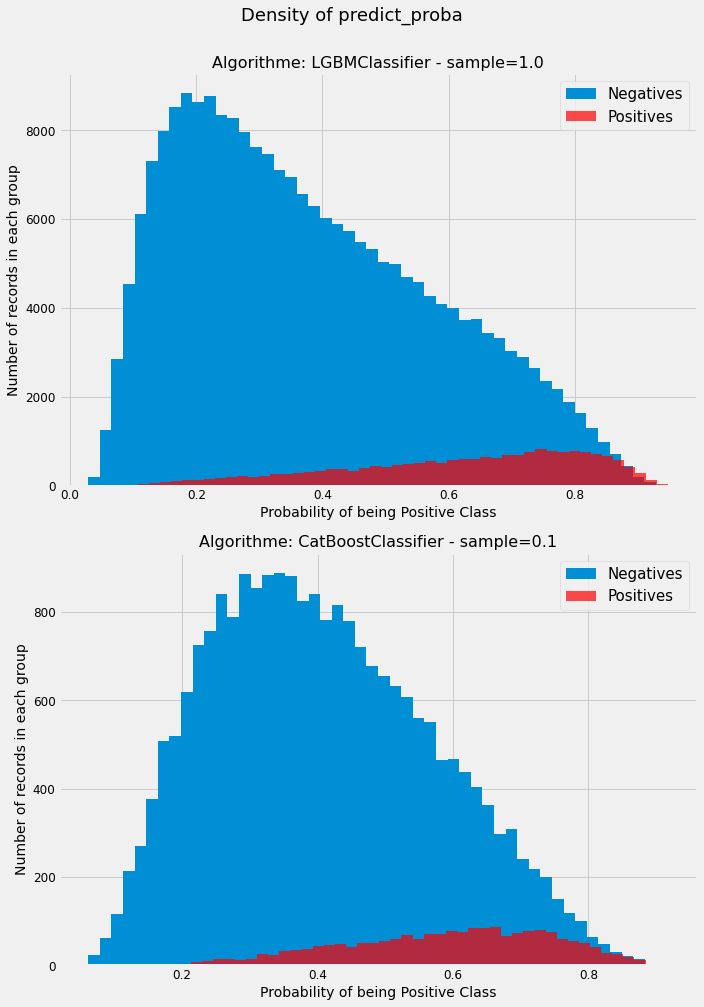 Density of predict_proba
Algorithme: LGBMClassifier - sample=1.0
Negatives
Positives
8000
6000
4000
2000
0
Number of records in each group
0.0 0.2 0.4 0.6 0.8
Probability of being Positive Class
Algorithme: CatBoostClassifier - sample=0.1
Negatives
Positives
800
600
400
200
0
Number of records in each group
0.2 0.4 0.6 0.8
Probability of being Positive Class